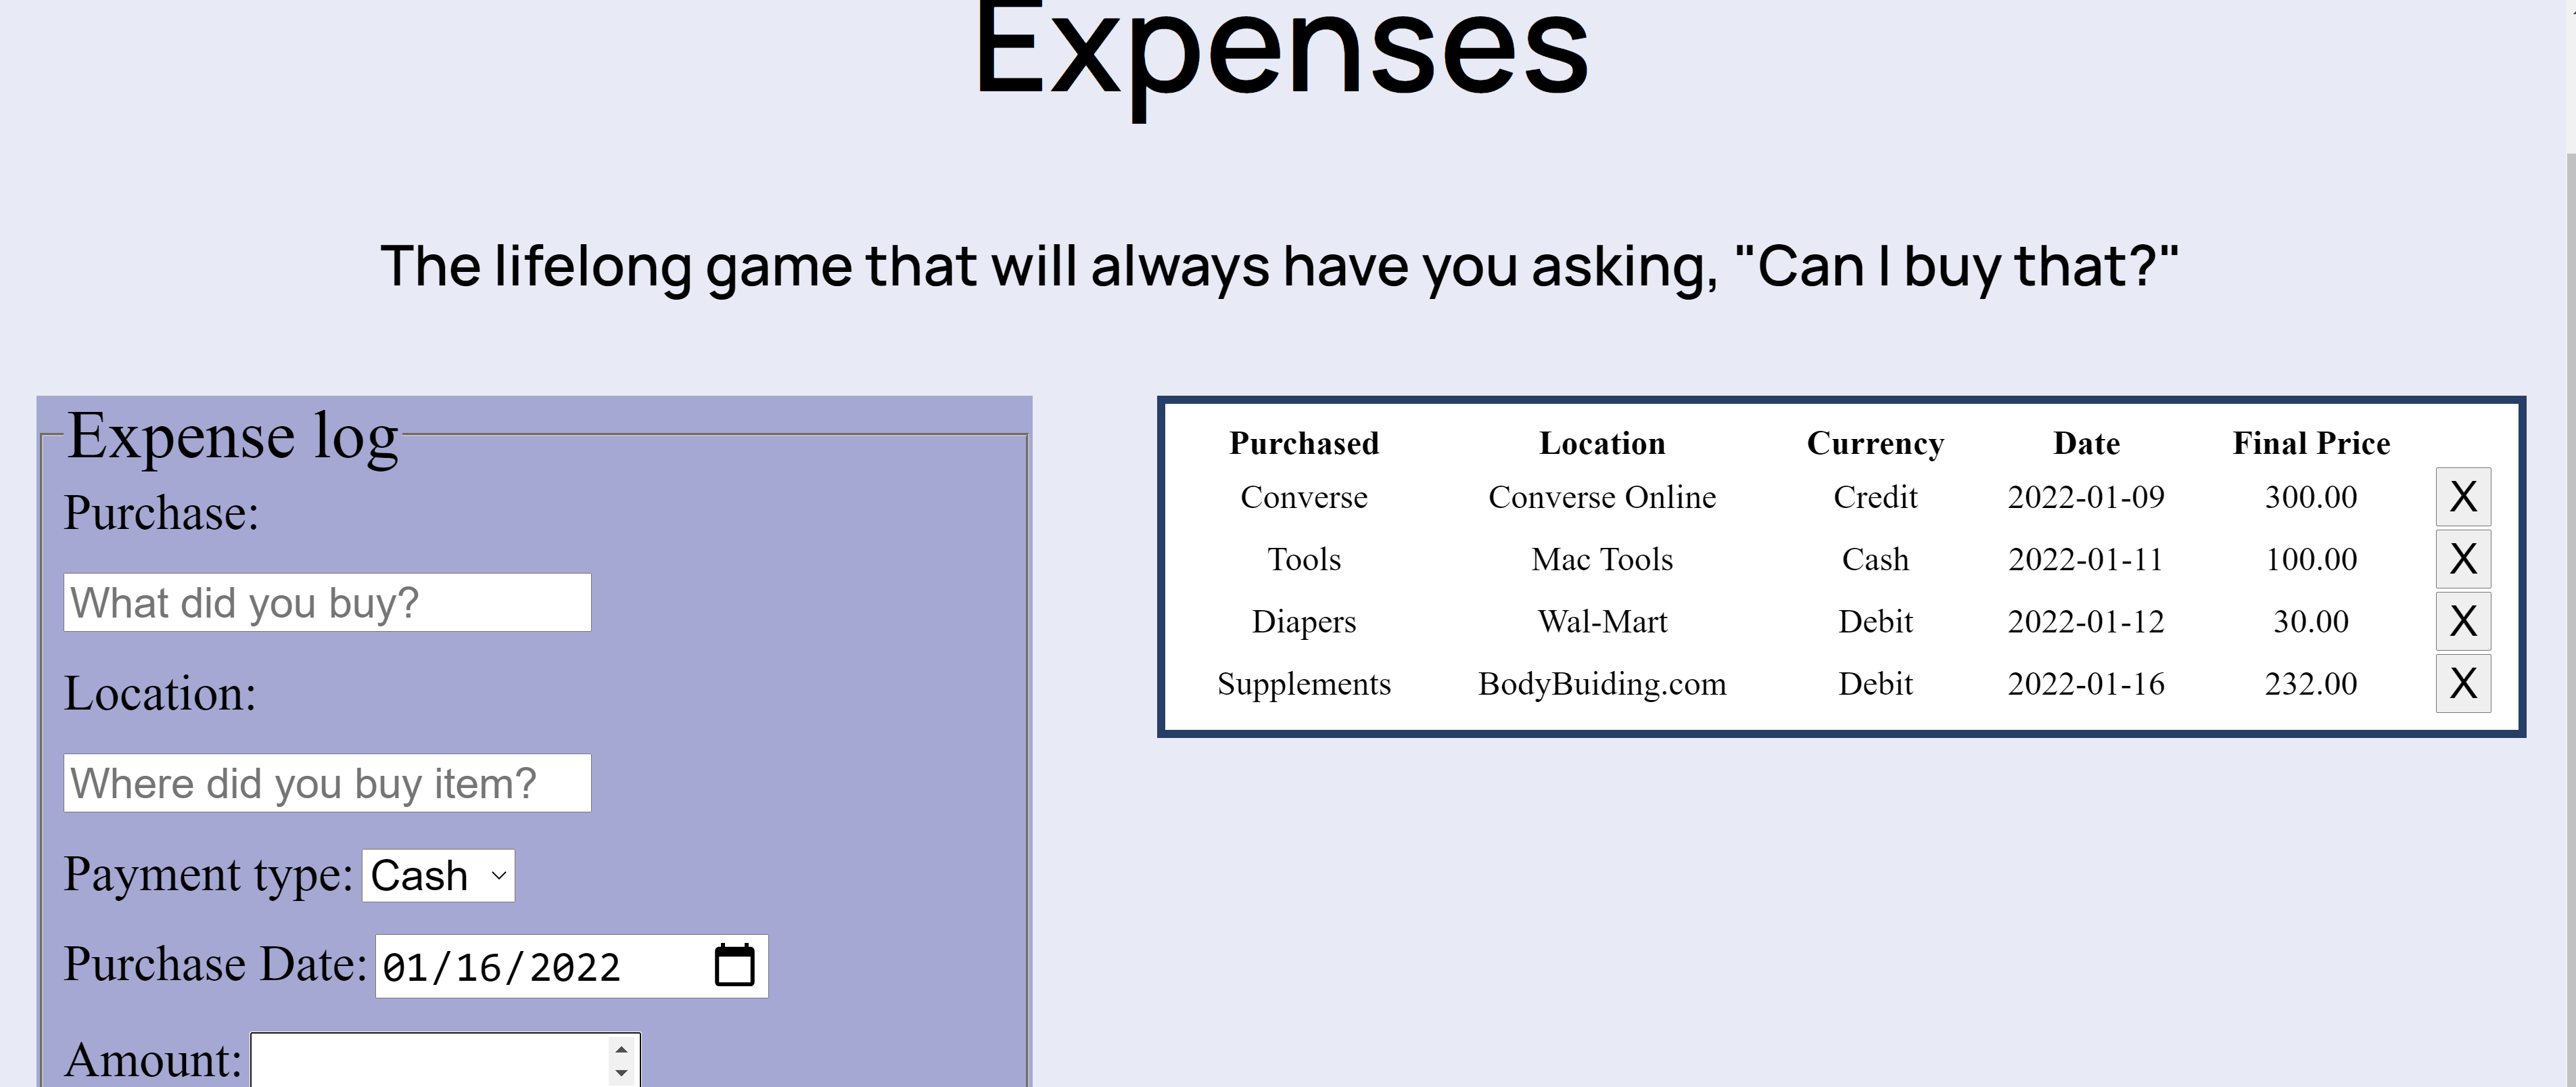 Expenses
The lifelong game that will always have you asking, "Can I buy that?"
Expense log
Purchase:
What did you buy?
Location:
Where did you buy item?
Payment type: Cash
Purchase Date: 01/16/2022
Amount:
Purchased Location Currency Date Final Price
Converse Converse Online Credit 2022-01-09 300.00 X
Tools Mac Tools Cash 2022-01-11 100.00 X
Diapers Wal-Mart Debit 2022-01-12 30.00 X
Supplements BodyBuiding.com Debit 2022-01-16 232.00 X